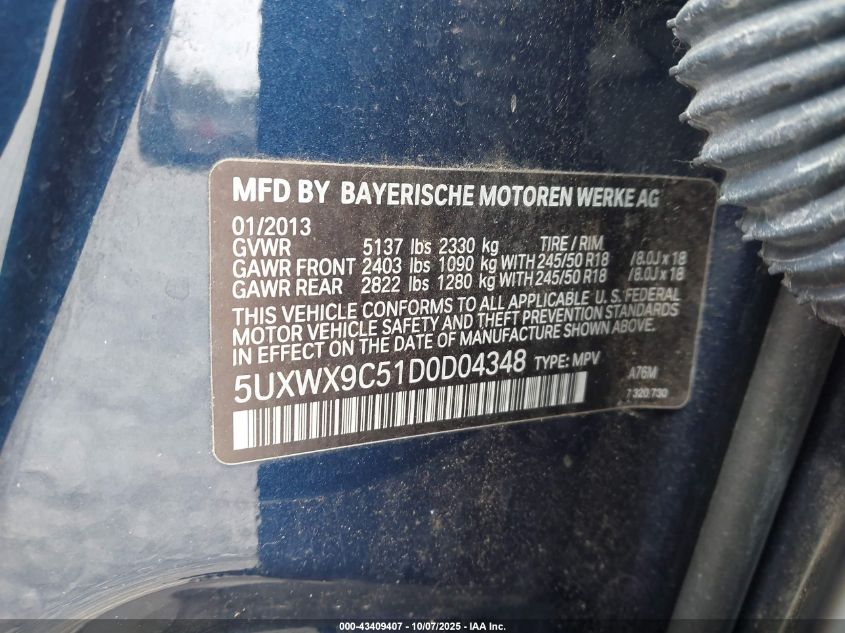 MFD BY BAYERISCHE MOTOREN WERKE AG
01/2013
GVWR 5137 lbs 2330 kg TIRE / RIM
GAWR FRONT 2403 lbs 1090 kg WITH 245/50 R18 /8.0J x 18
GAWR REAR 2822 lbs 1280 kg WITH 245/50 R18 /8.0J x 18
THIS VEHICLE CONFORMS TO ALL APPLICABLE U.S. FEDERAL
MOTOR VEHICLE SAFETY AND THEFT PREVENTION STANDARDS
IN EFFECT ON THE DATE OF MANUFACTURE SHOWN ABOVE.
5UXWX9C51D0D04348 TYPE: MPV A76M
7 320 730
000-43409407 - 10/07/2025 - IAA Inc.